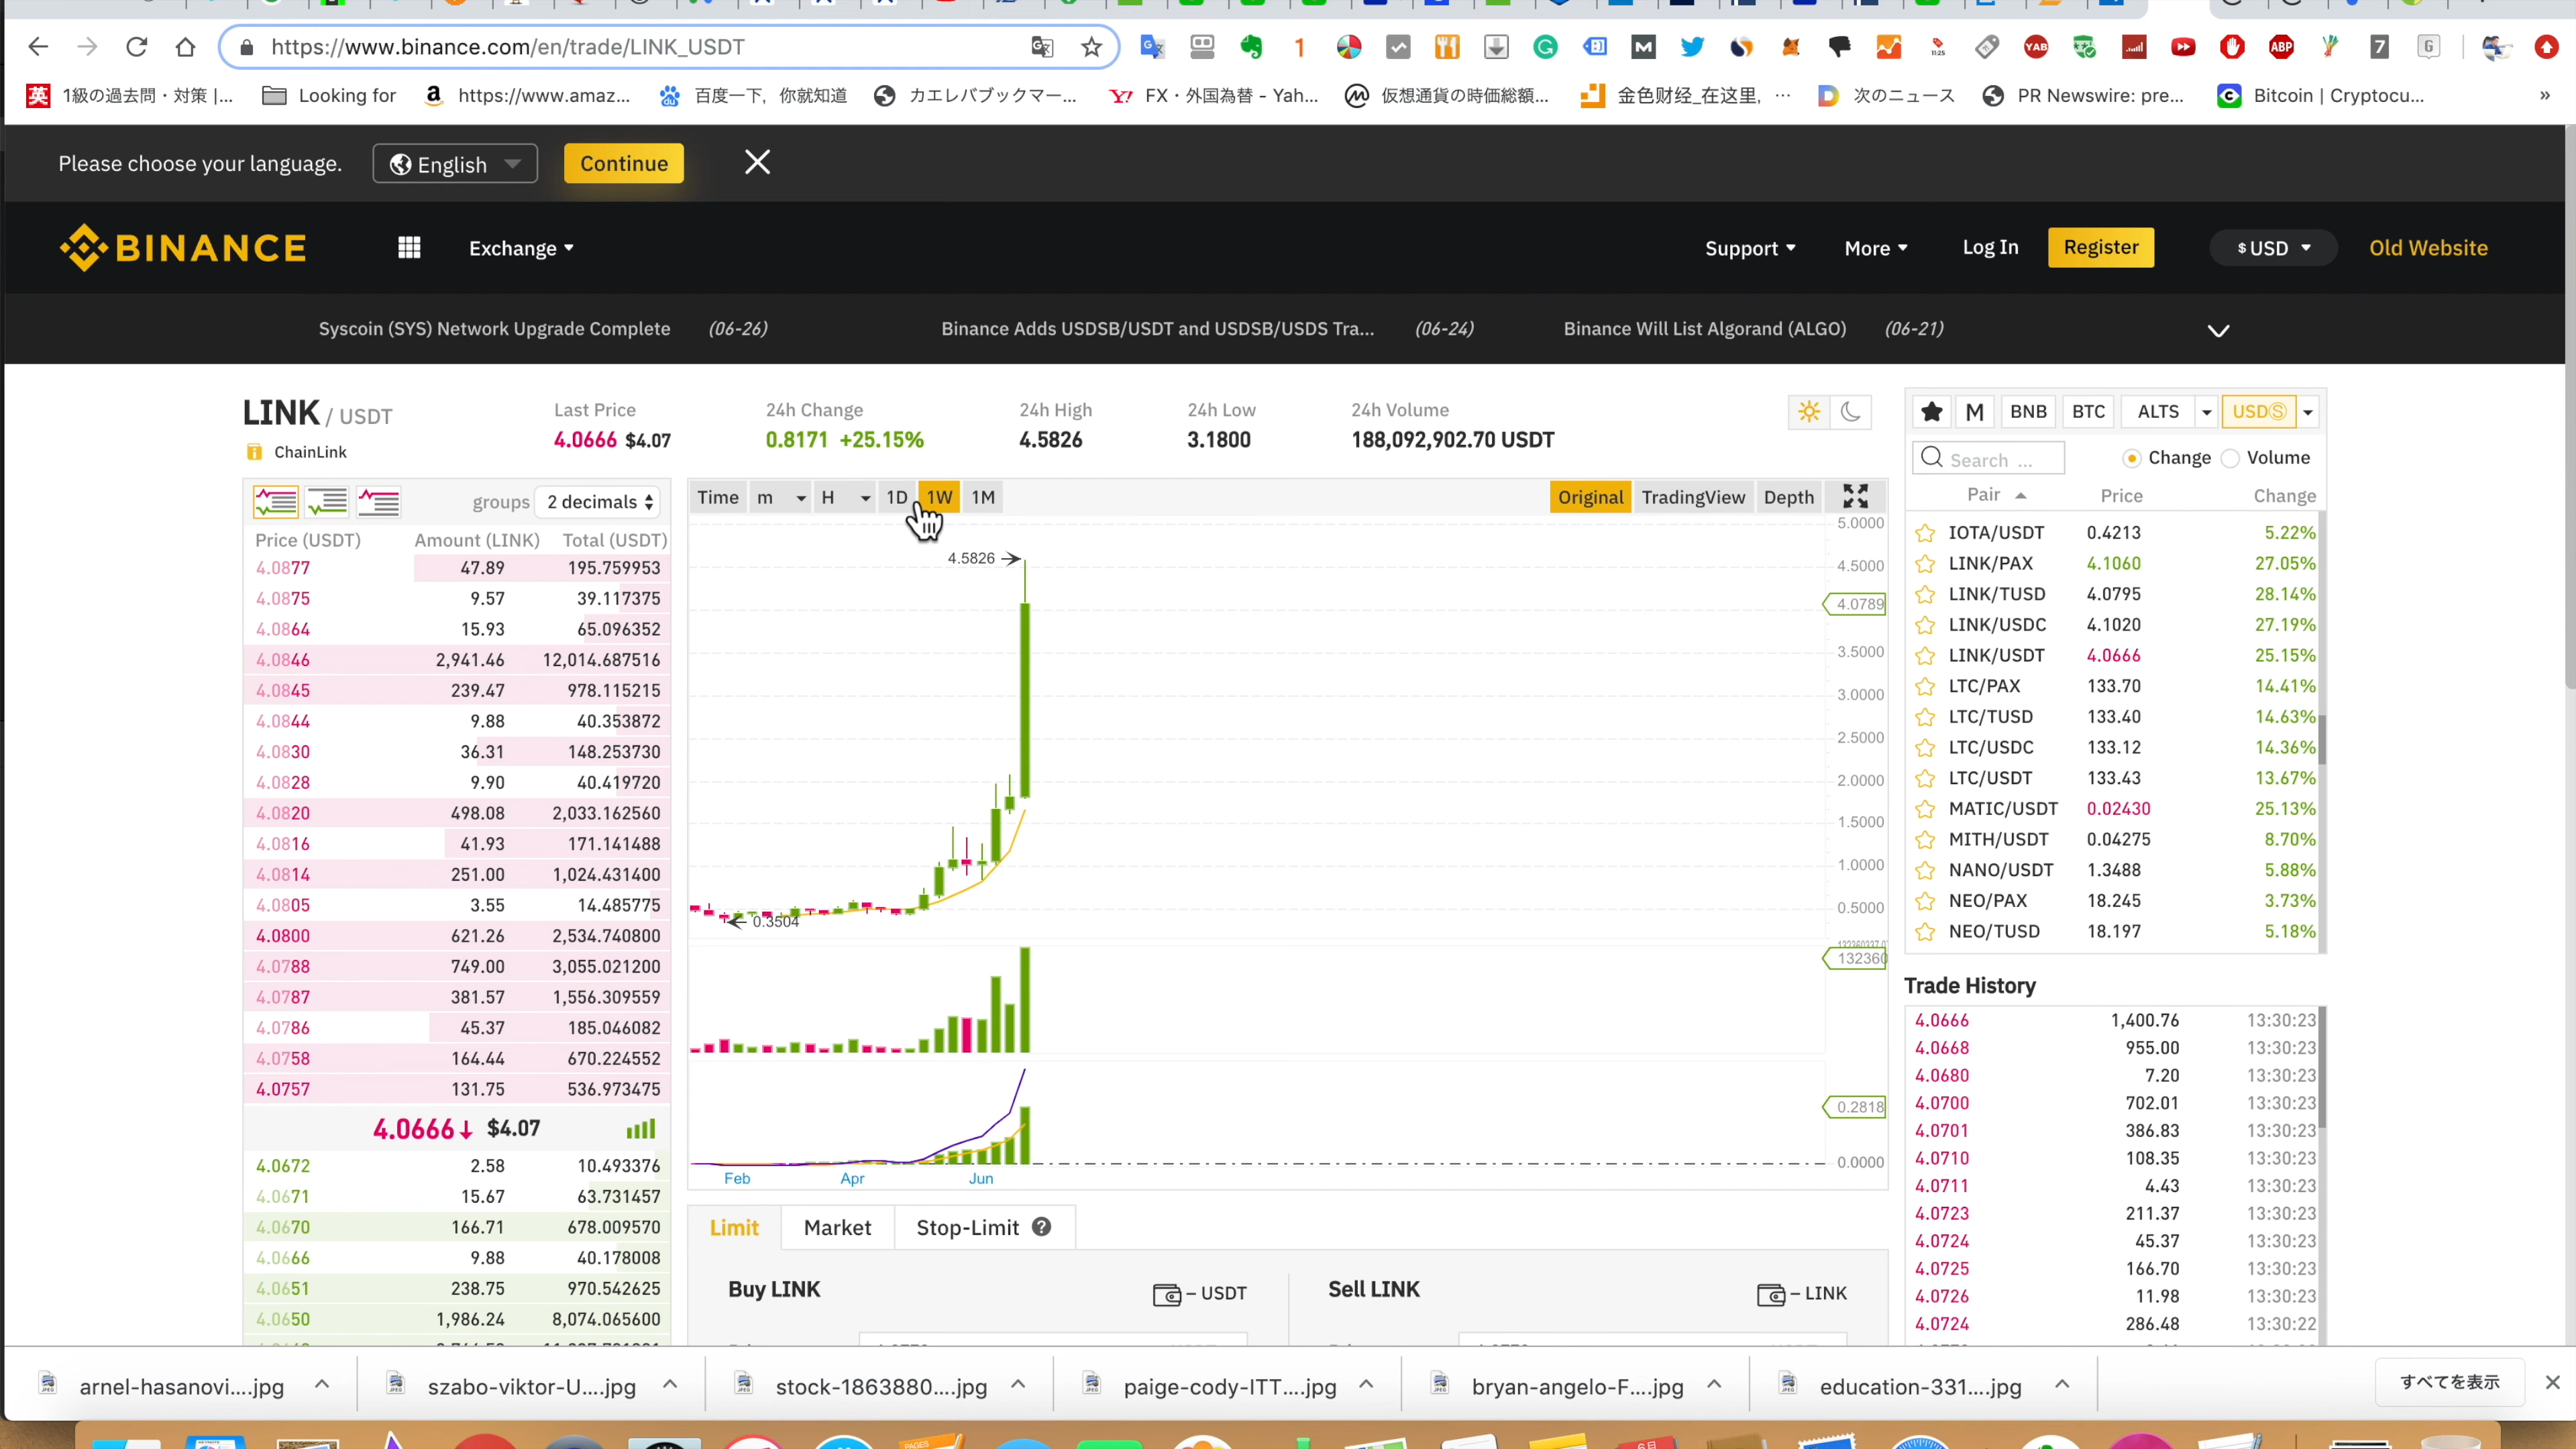 https://www.binance.com/en/trade/LINK_USDT
1級の過去問・対策 |... Looking for https://www.amaz... 百度一下, 你就知道 カエレバブックマー... FX・外国為替 - Yah... 仮想通貨の時価総額... 金色财经_在这里, ... 次のニュース PR Newswire: pre... Bitcoin | Cryptocu... »
Please choose your language. English Continue
BINANCE Exchange Support More Log In Register $ USD Old Website
Syscoin (SYS) Network Upgrade Complete (06-26) Binance Adds USDSB/USDT and USDSB/USDS Tra... (06-24) Binance Will List Algorand (ALGO) (06-21)
LINK / USDT
ChainLink
Last Price 24h Change 24h High 24h Low 24h Volume
4.0666 $4.07 0.8171 +25.15% 4.5826 3.1800 188,092,902.70 USDT
groups 2 decimals
Price (USDT) Amount (LINK) Total (USDT)
4.0877 47.89 195.759953
4.0875 9.57 39.117375
4.0864 15.93 65.096352
4.0846 2,941.46 12,014.687516
4.0845 239.47 978.115215
4.0844 9.88 40.353872
4.0830 36.31 148.253730
4.0828 9.90 40.419720
4.0820 498.08 2,033.162560
4.0816 41.93 171.141488
4.0814 251.00 1,024.431400
4.0805 3.55 14.485775
4.0800 621.26 2,534.740800
4.0788 749.00 3,055.021200
4.0787 381.57 1,556.309559
4.0786 45.37 185.046082
4.0758 164.44 670.224552
4.0757 131.75 536.973475
4.0666↓ $4.07
4.0672 2.58 10.493376
4.0671 15.67 63.731457
4.0670 166.71 678.009570
4.0666 9.88 40.178008
4.0651 238.75 970.542625
4.0650 1,986.24 8,074.065600
Time m H 1D 1W 1M Original TradingView Depth
5.0000
4.5826
4.5000
4.0789
3.5000
3.0000
2.5000
2.0000
1.5000
1.0000
0.5000
0.3504
132360
0.2818
0.0000
Feb Apr Jun
Limit Market Stop-Limit ?
Buy LINK – USDT Sell LINK – LINK
M BNB BTC ALTS USDⓈ
Search ... Change Volume
Pair Price Change
IOTA/USDT 0.4213 5.22%
LINK/PAX 4.1060 27.05%
LINK/TUSD 4.0795 28.14%
LINK/USDC 4.1020 27.19%
LINK/USDT 4.0666 25.15%
LTC/PAX 133.70 14.41%
LTC/TUSD 133.40 14.63%
LTC/USDC 133.12 14.36%
LTC/USDT 133.43 13.67%
MATIC/USDT 0.02430 25.13%
MITH/USDT 0.04275 8.70%
NANO/USDT 1.3488 5.88%
NEO/PAX 18.245 3.73%
NEO/TUSD 18.197 5.18%
Trade History
4.0666 1,400.76 13:30:23
4.0668 955.00 13:30:23
4.0680 7.20 13:30:23
4.0700 702.01 13:30:23
4.0701 386.83 13:30:23
4.0710 108.35 13:30:23
4.0711 4.43 13:30:23
4.0723 211.37 13:30:23
4.0724 45.37 13:30:23
4.0725 166.70 13:30:23
4.0726 11.98 13:30:23
4.0724 286.48 13:30:22
arnel-hasanovi....jpg szabo-viktor-U....jpg stock-1863880....jpg paige-cody-ITT....jpg bryan-angelo-F....jpg education-331....jpg すべてを表示